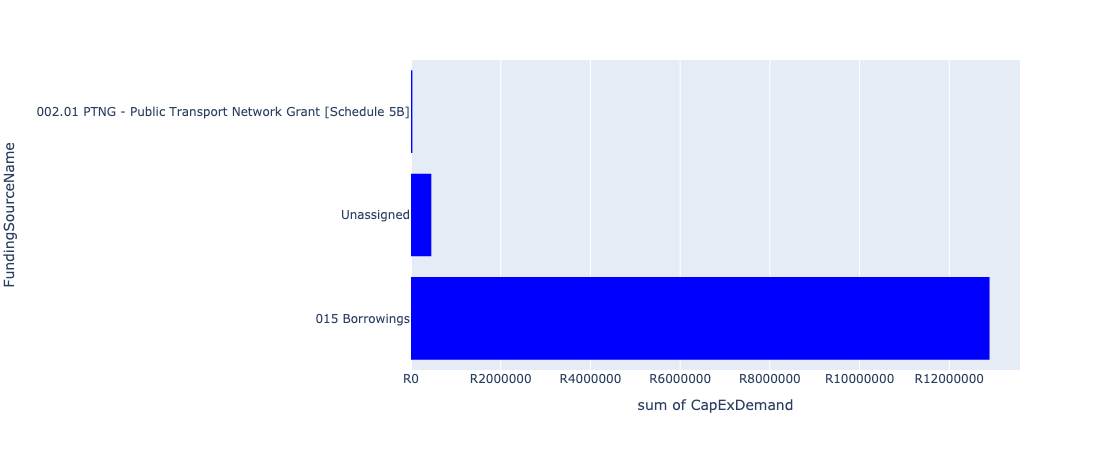 002.01 PTNG - Public Transport Network Grant [Schedule 5B]
Unassigned
015 Borrowings
FundingSourceName
R0 R2000000 R4000000 R6000000 R8000000 R10000000 R12000000
sum of CapExDemand